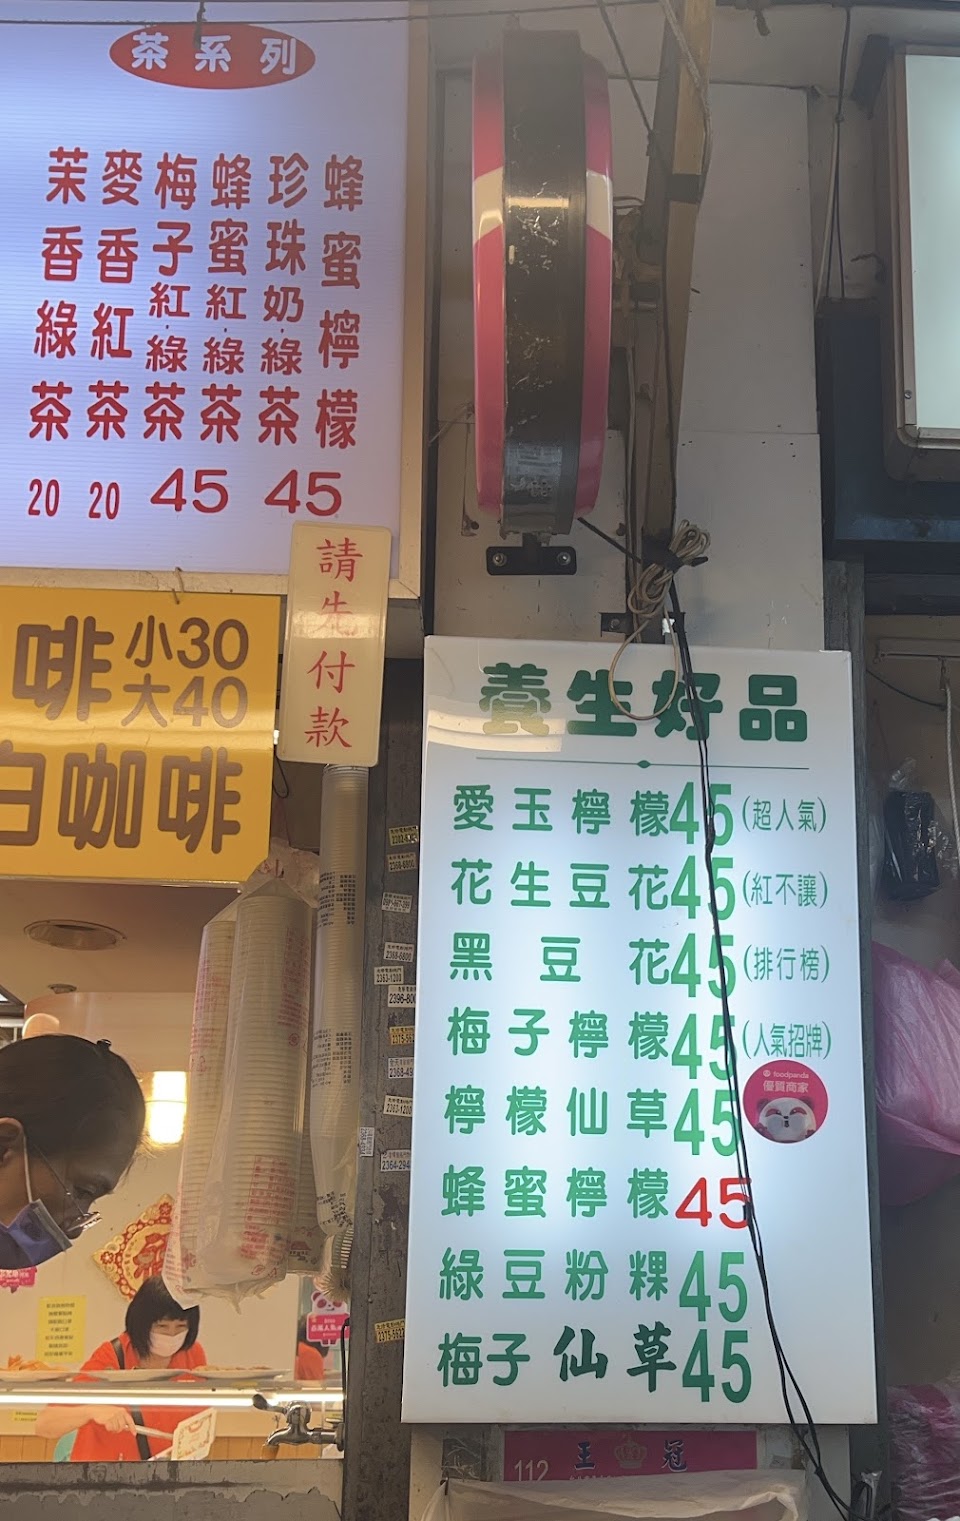 茶系列
茉香綠茶 20
麥香紅茶 20
梅子紅.綠茶 45
蜂蜜紅.綠茶
珍珠奶.綠茶 45
蜂蜜檸檬
請先付款
啡 小30
大40
白咖啡
養生好品
愛玉檸檬45(超人氣)
花生豆花45(紅不讓)
黑豆花45(排行榜)
梅子檸檬45(人氣招牌)
檸檬仙草45
蜂蜜檸檬45
綠豆粉粿45
梅子仙草45
foodpanda
優質商家
112 王冠